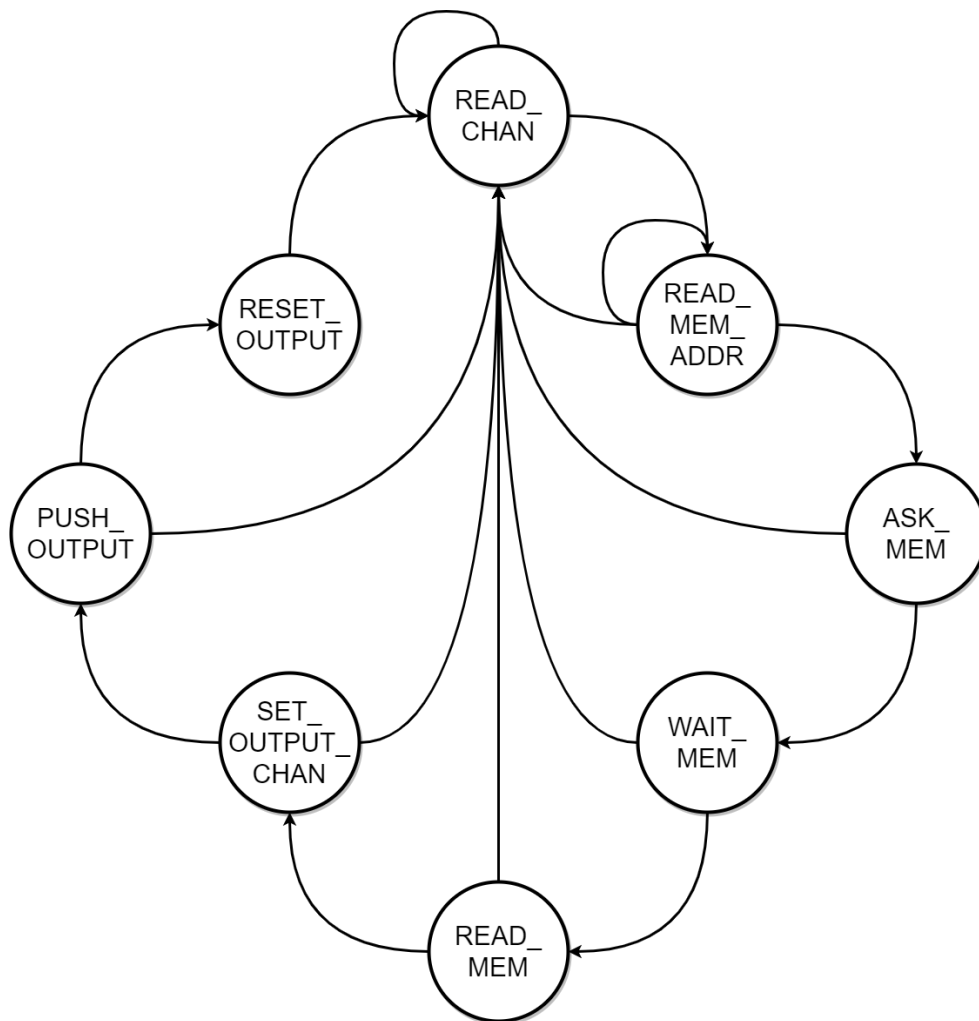 READ_
CHAN
RESET_
OUTPUT
READ_
MEM_
ADDR
PUSH_
OUTPUT
ASK_
MEM
SET_
OUTPUT_
CHAN
WAIT_
MEM
READ_
MEM